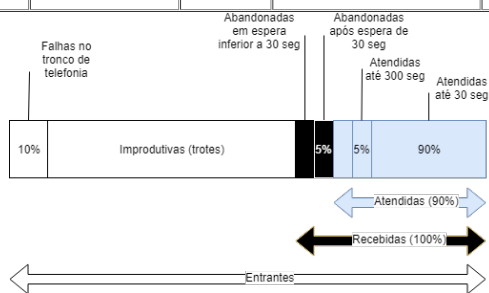 Falhas no
tronco de
telefonia
Abandonadas
em espera
inferior a 30 seg
Abandonadas
após espera de
30 seg
Atendidas
até 300 seg
Atendidas
até 30 seg
10%
Improdutivas (trotes)
5%
5%
90%
Atendidas (90%)
Recebidas (100%)
Entrantes